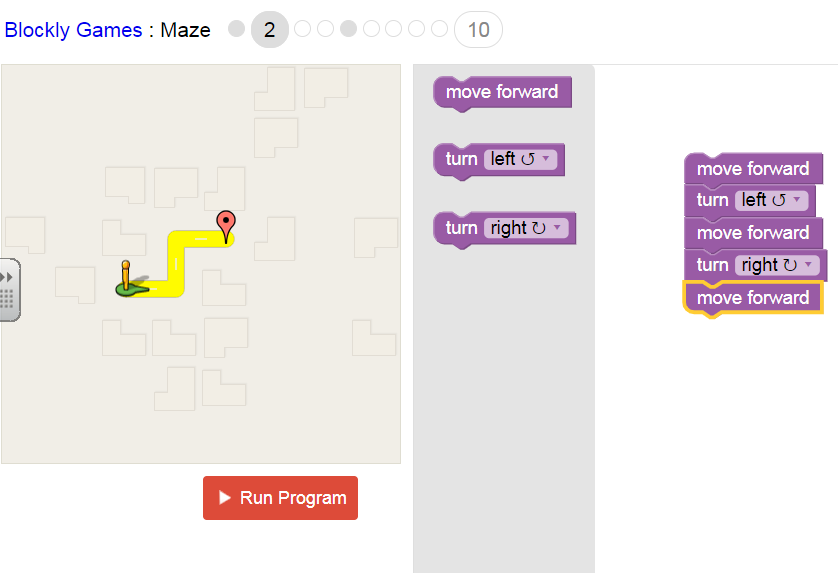 Blockly Games : Maze 2 10
move forward
turn left ↺ ▾
turn right ↻ ▾
move forward
turn left ↺ ▾
move forward
turn right ↻ ▾
move forward
Run Program